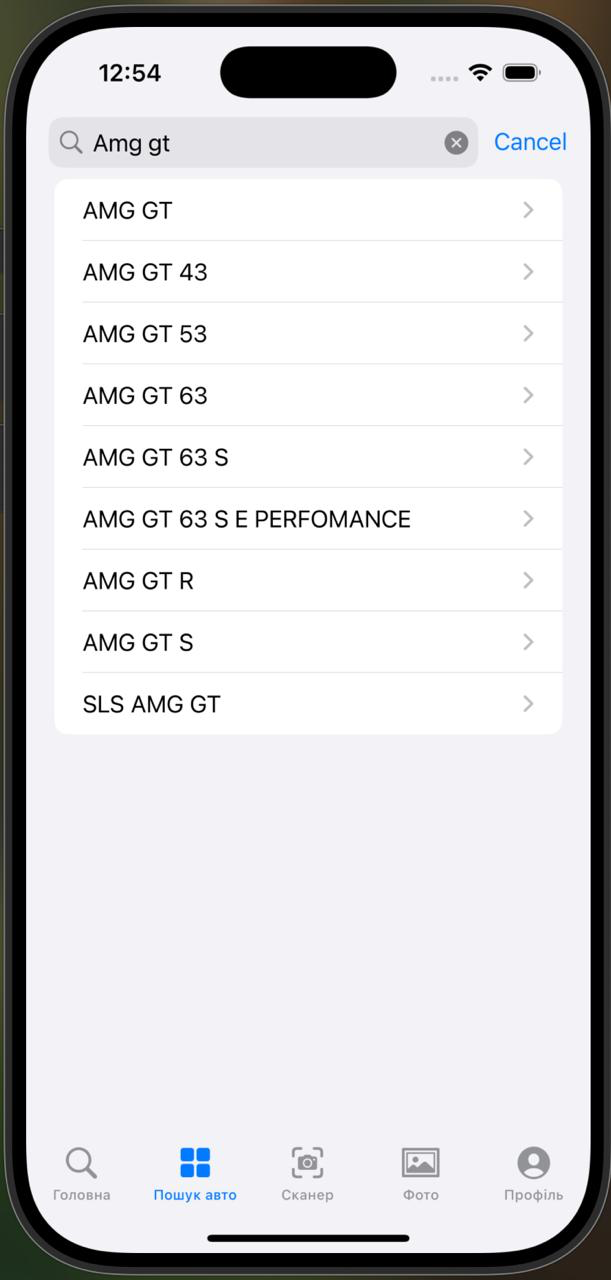 12:54
Amg gt
Cancel
AMG GT
AMG GT 43
AMG GT 53
AMG GT 63
AMG GT 63 S
AMG GT 63 S E PERFOMANCE
AMG GT R
AMG GT S
SLS AMG GT
Головна
Пошук авто
Сканер
Фото
Профіль